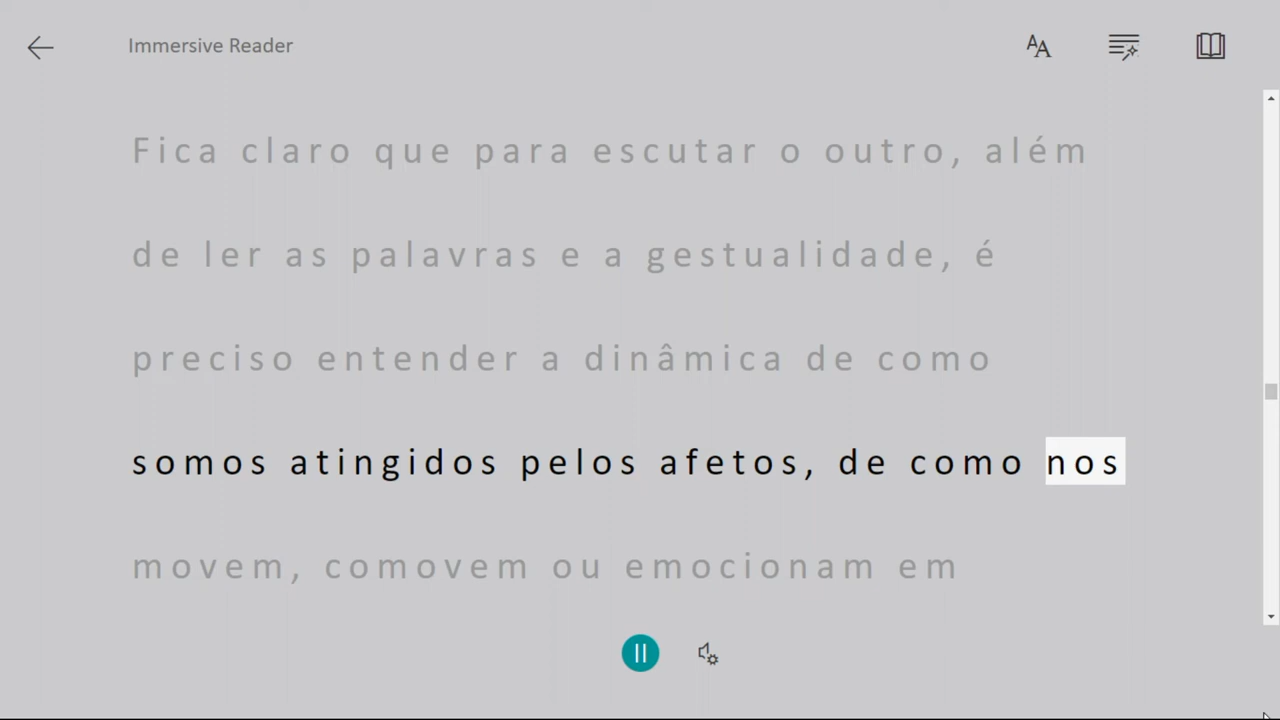 Immersive Reader
Fica claro que para escutar o outro, além
de ler as palavras e a gestualidade, é
preciso entender a dinâmica de como
somos atingidos pelos afetos, de como nos
movem, comovem ou emocionam em